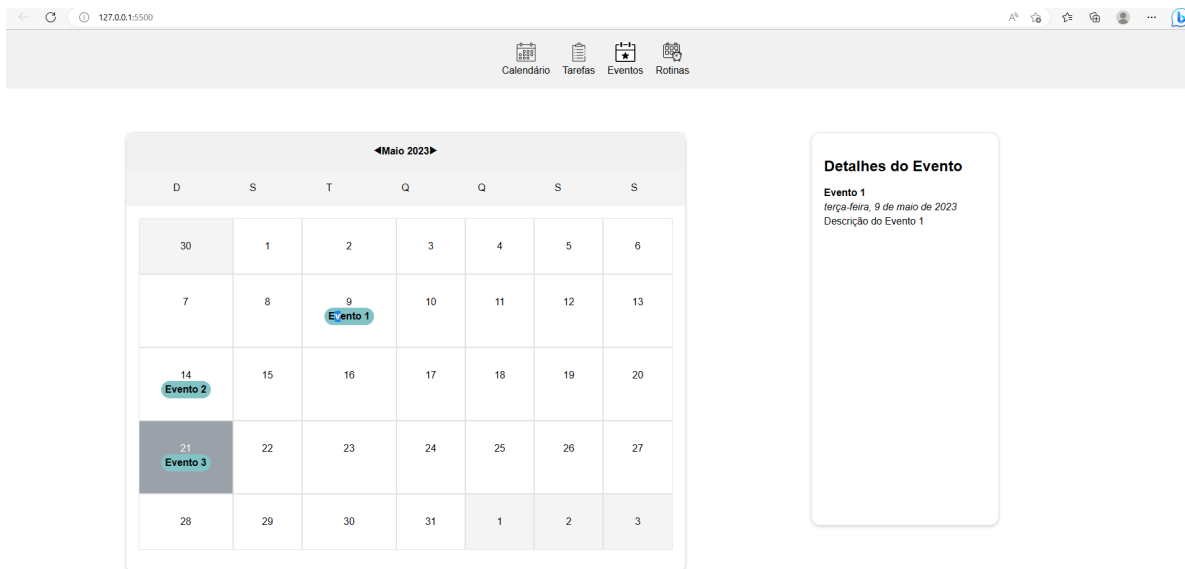 127.0.0.1:5500
Calendário Tarefas Eventos Rotinas
Maio 2023
D S T Q Q S S
30 1 2 3 4 5 6
7 8 9 10 11 12 13
Evento 1
14 15 16 17 18 19 20
Evento 2
21 22 23 24 25 26 27
Evento 3
28 29 30 31 1 2 3
Detalhes do Evento
Evento 1
terça-feira, 9 de maio de 2023
Descrição do Evento 1